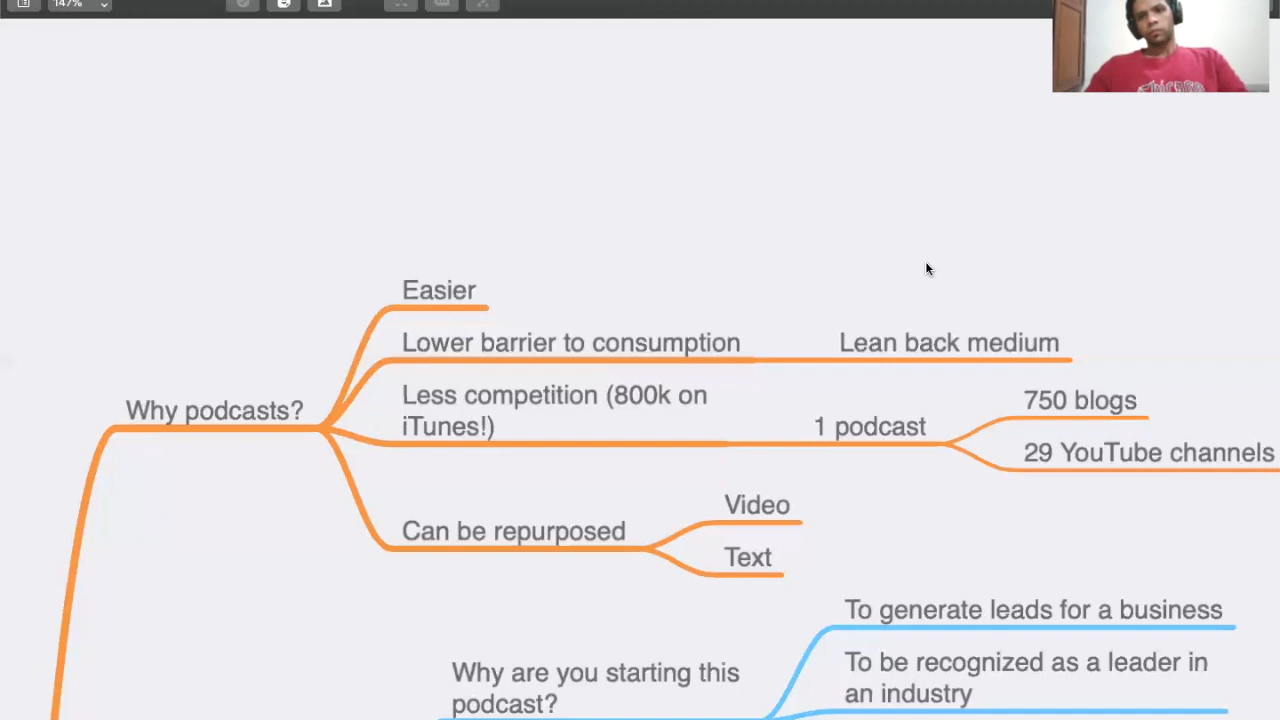 147%
Easier
Lower barrier to consumption
Lean back medium
Less competition (800k on
iTunes!)
1 podcast
750 blogs
29 YouTube channels
Why podcasts?
Can be repurposed
Video
Text
To generate leads for a business
Why are you starting this
podcast?
To be recognized as a leader in
an industry